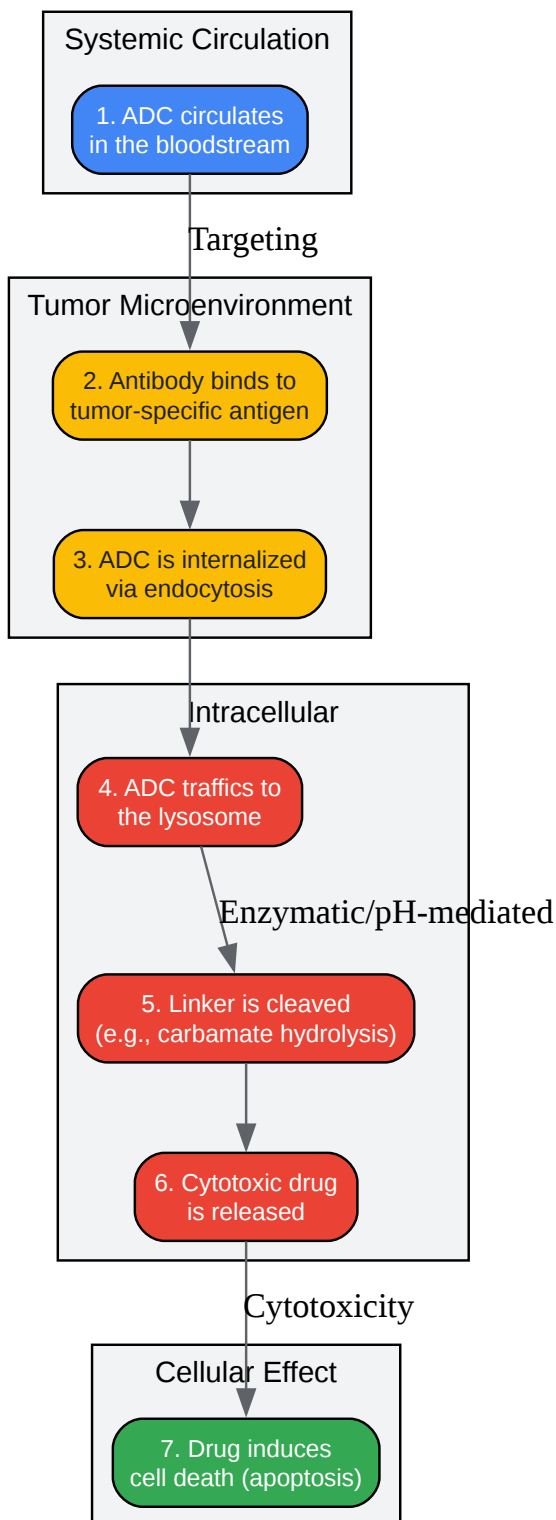 Systemic Circulation
1. ADC circulates
in the bloodstream
Targeting
Tumor Microenvironment
2. Antibody binds to
tumor-specific antigen
3. ADC is internalized
via endocytosis
Intracellular
4. ADC traffics to
the lysosome
Enzymatic/pH-mediated
5. Linker is cleaved
(e.g., carbamate hydrolysis)
6. Cytotoxic drug
is released
Cytotoxicity
Cellular Effect
7. Drug induces
cell death (apoptosis)